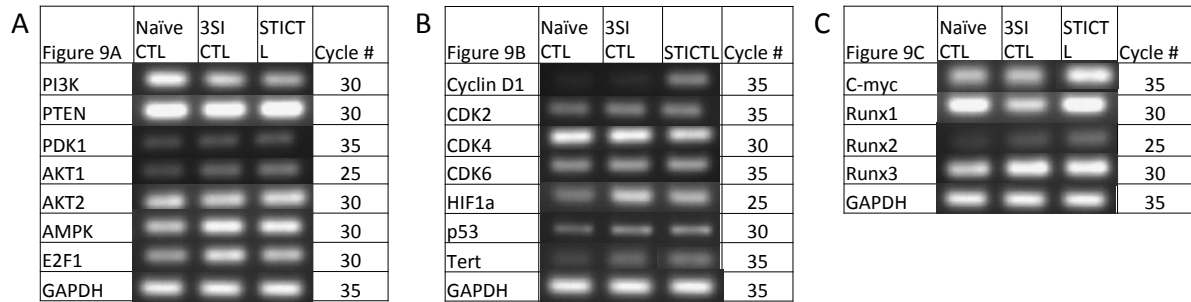 A
Figure 9A Naïve CTL 3SI CTL STICT L Cycle #
PI3K 30
PTEN 30
PDK1 35
AKT1 25
AKT2 30
AMPK 30
E2F1 30
GAPDH 35
B
Figure 9B Naïve CTL 3SI CTL STICTL Cycle #
Cyclin D1 35
CDK2 35
CDK4 30
CDK6 35
HIF1a 25
p53 30
Tert 35
GAPDH 35
C
Figure 9C Naïve CTL 3SI CTL STICT L Cycle #
C-myc 35
Runx1 30
Runx2 25
Runx3 30
GAPDH 35